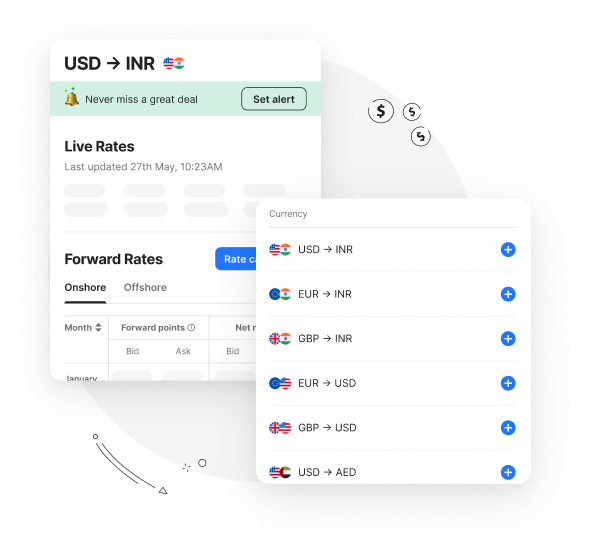 USD → INR
Never miss a great deal
Set alert
Live Rates
Last updated 27th May, 10:23AM
Forward Rates
Rate
Onshore Offshore
Month Forward points Net
Bid Ask Bid
January
Currency
USD → INR
EUR → INR
GBP → INR
EUR → USD
GBP → USD
USD → AED